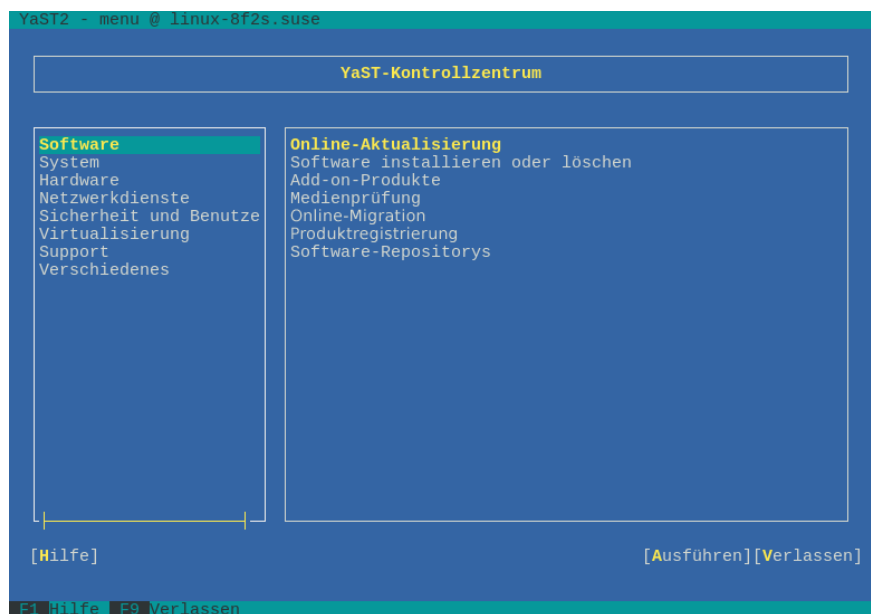 YaST2 - menu @ linux-8f2s.suse
YaST-Kontrollzentrum
Software
System
Hardware
Netzwerkdienste
Sicherheit und Benutze
Virtualisierung
Support
Verschiedenes
Online-Aktualisierung
Software installieren oder löschen
Add-on-Produkte
Medienprüfung
Online-Migration
Produktregistrierung
Software-Repositorys
[Hilfe]
[Ausführen][Verlassen]
F1 Hilfe F9 Verlassen